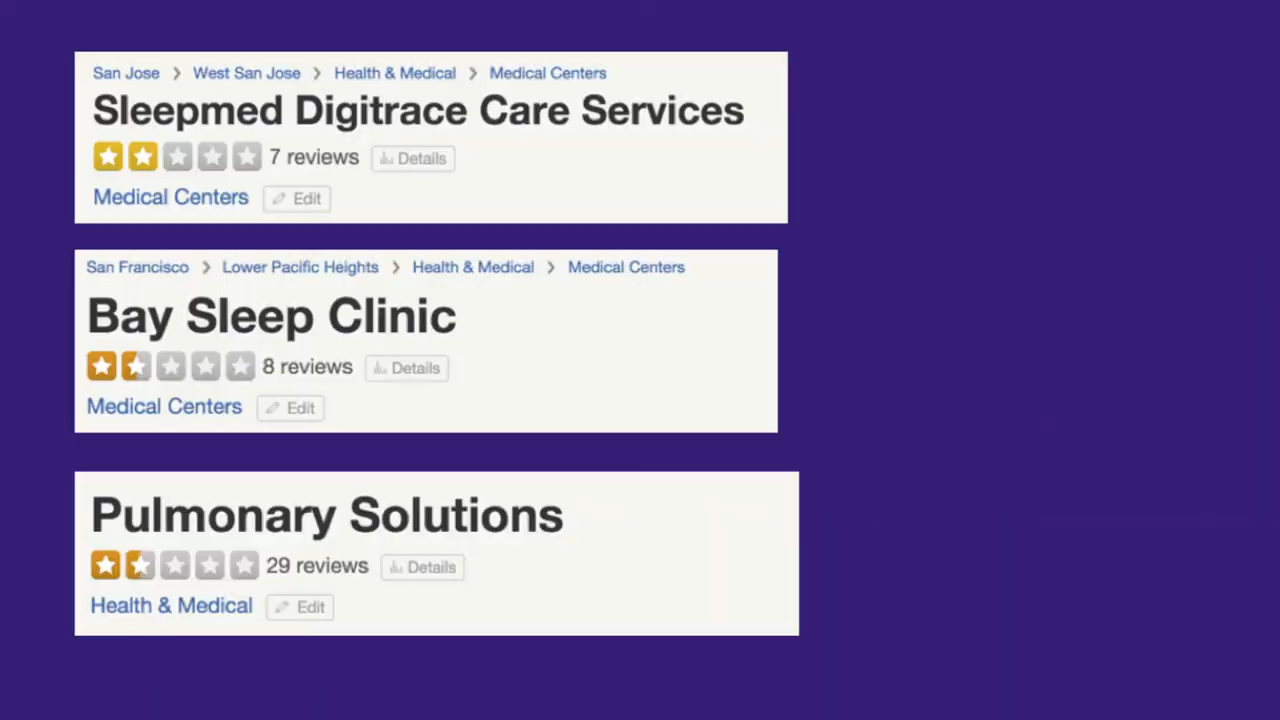 San Jose > West San Jose > Health & Medical > Medical Centers
Sleepmed Digitrace Care Services
7 reviews Details
Medical Centers Edit
San Francisco > Lower Pacific Heights > Health & Medical > Medical Centers
Bay Sleep Clinic
8 reviews Details
Medical Centers Edit
Pulmonary Solutions
29 reviews Details
Health & Medical Edit